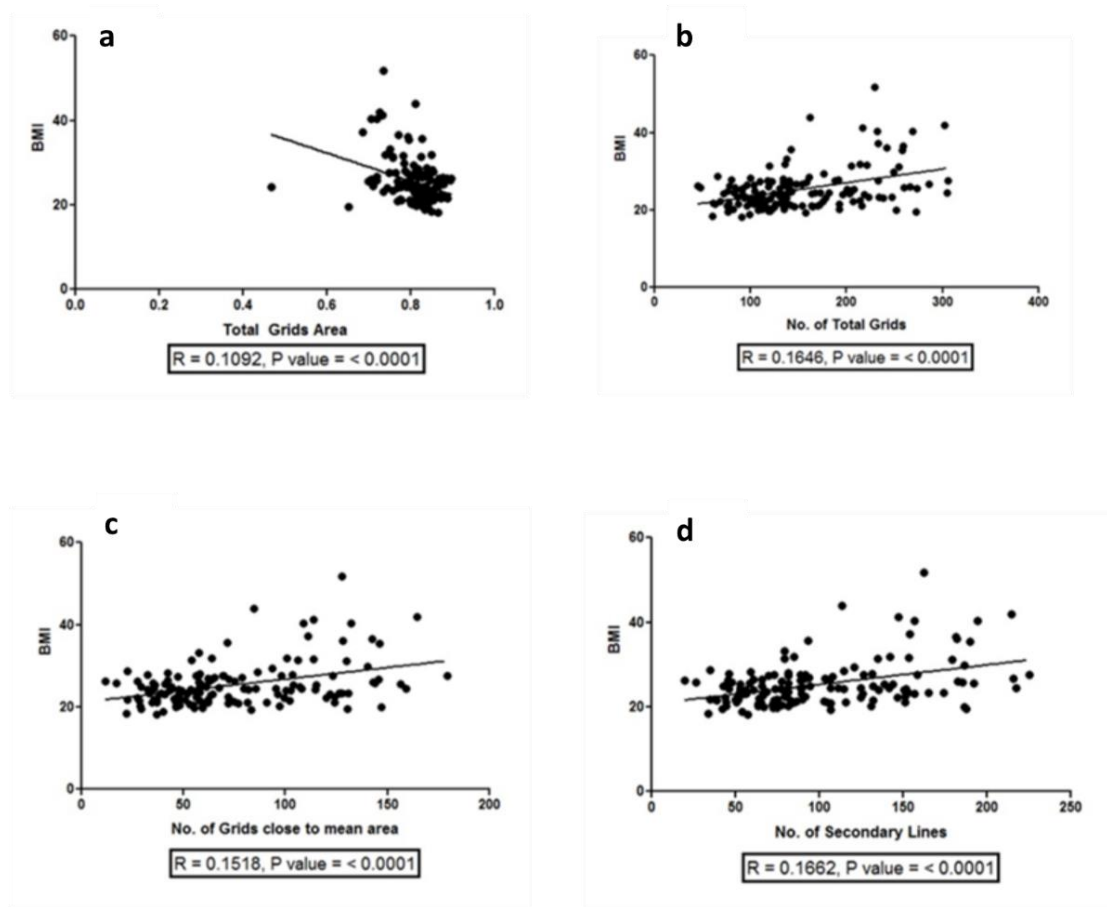 a
60
40
20
0
BMI
0.0 0.2 0.4 0.6 0.8 1.0
Total Grids Area
R = 0.1092, P value = < 0.0001
b
60
40
20
0
BMI
0 100 200 300 400
No. of Total Grids
R = 0.1646, P value = < 0.0001
c
60
40
20
0
BMI
0 50 100 150 200
No. of Grids close to mean area
R = 0.1518, P value = < 0.0001
d
60
40
20
0
BMI
0 50 100 150 200 250
No. of Secondary Lines
R = 0.1662, P value = < 0.0001